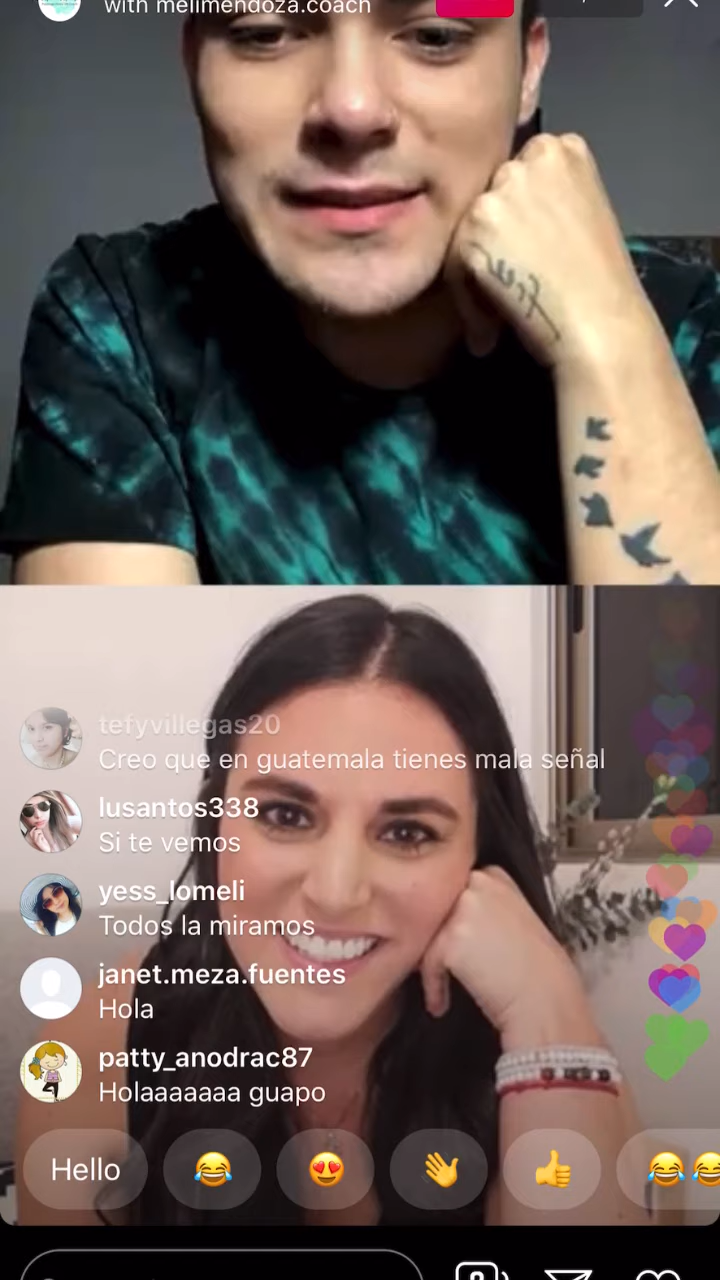 with melimendoza.coach
tefyvillegas20
Creo que en guatemala tienes mala señal
lusantos338
Si te vemos
yess_lomeli
Todos la miramos
janet.meza.fuentes
Hola
patty_anodrac87
Holaaaaaaa guapo
Hello